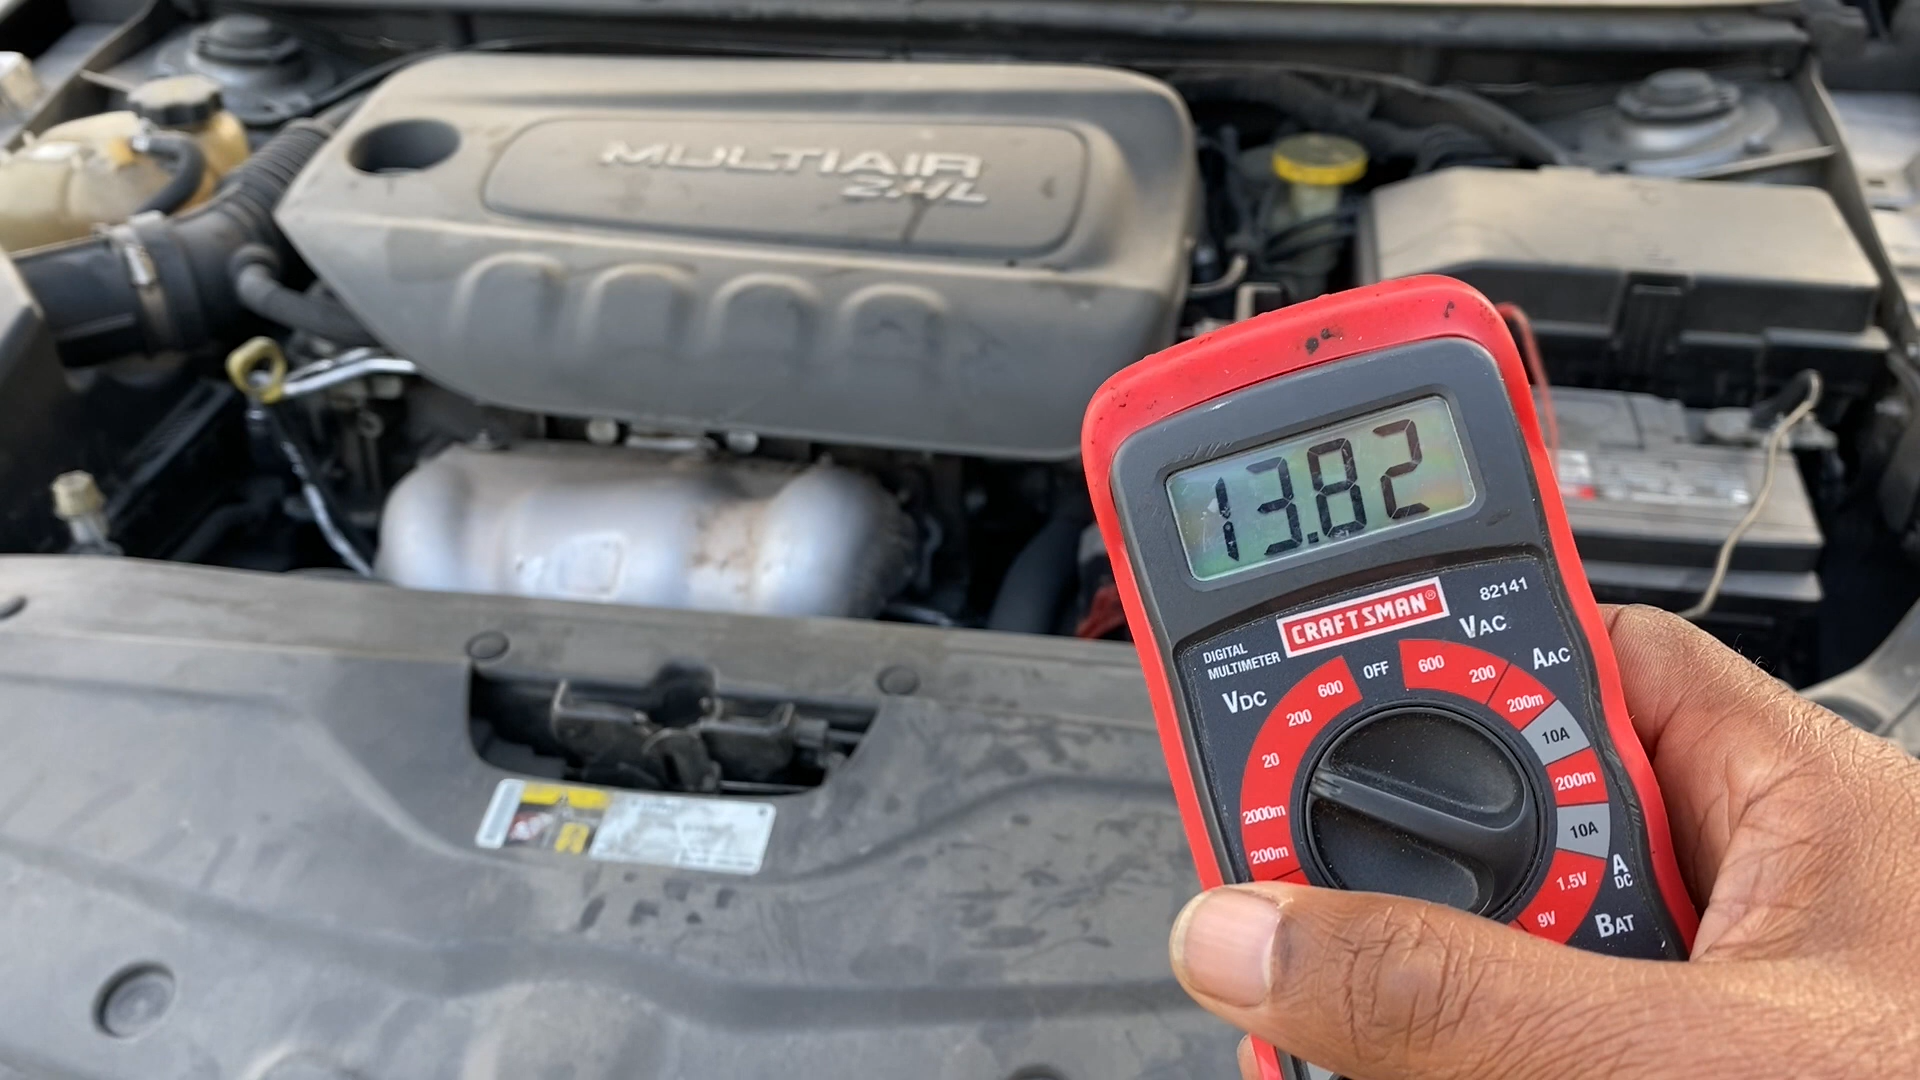 MULTIAIR
2.4L
13.82
CRAFTSMAN®
82141
DIGITAL
MULTIMETER
OFF
VDC
600
200
20
2000m
200m
VAC
600
200
AAC
200m
10A
200m
10A
A
DC
1.5V
9V
BAT